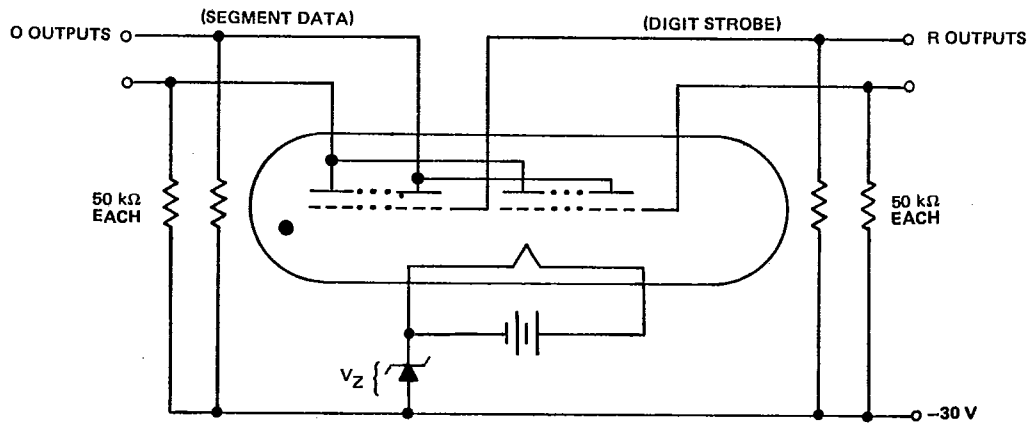 (SEGMENT DATA)
(DIGIT STROBE)
O OUTPUTS
R OUTPUTS
50 kΩ
EACH
50 kΩ
EACH
VZ
–30 V